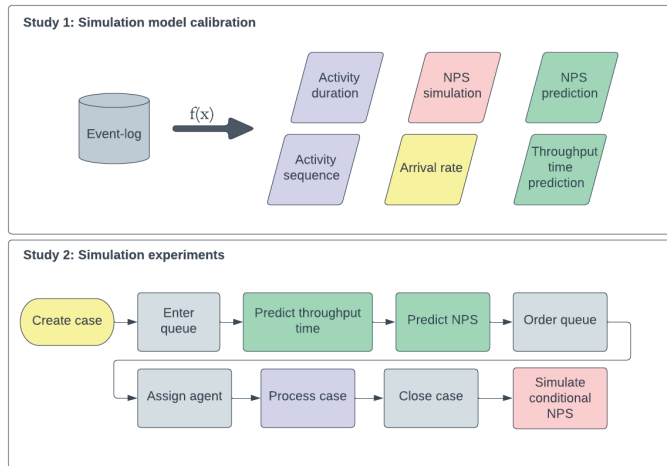 Study 1: Simulation model calibration
Event-log
f(x)
Activity
duration
NPS
simulation
NPS
prediction
Activity
sequence
Arrival rate
Throughput
time
prediction
Study 2: Simulation experiments
Create case
Enter
queue
Predict throughput
time
Predict NPS
Order queue
Assign agent
Process case
Close case
Simulate
conditional
NPS